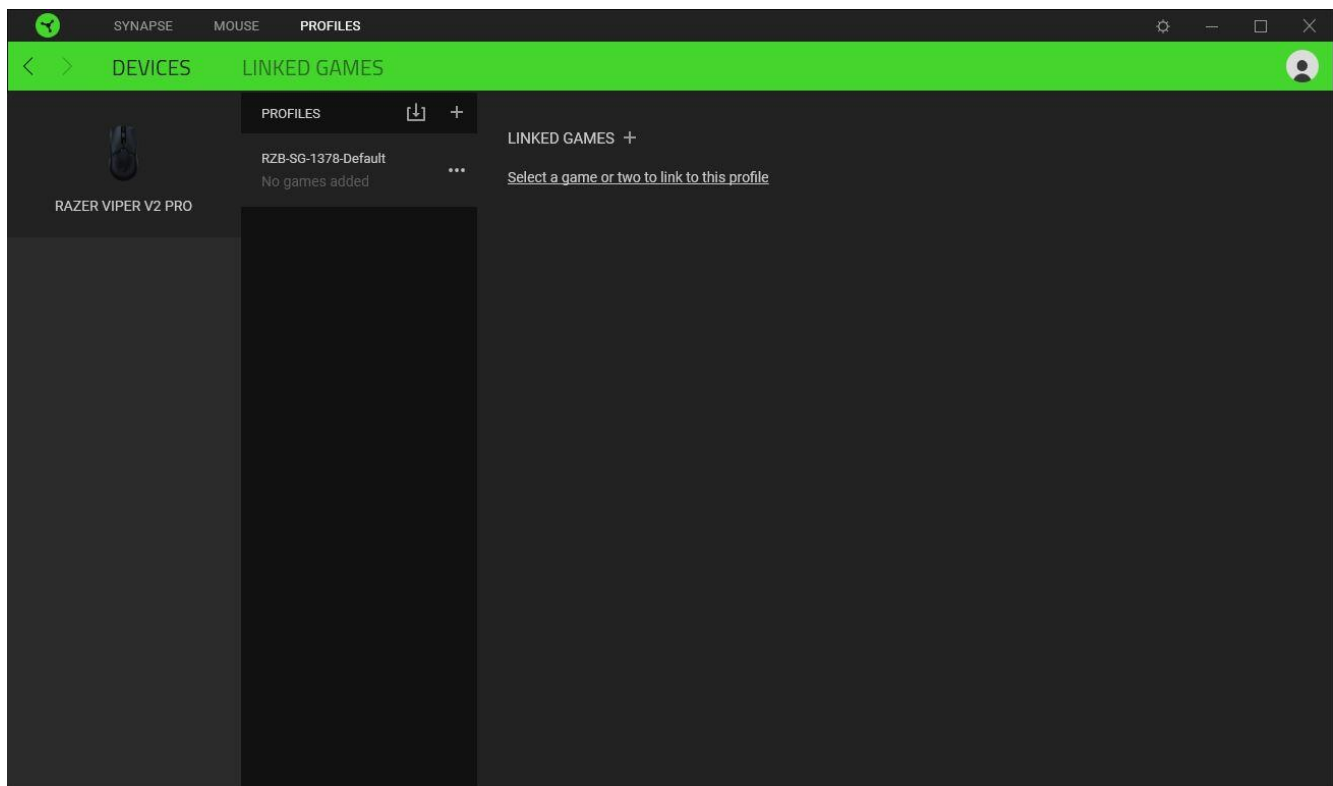 SYNAPSE MOUSE PROFILES
DEVICES LINKED GAMES
PROFILES
RZB-SG-1378-Default
No games added
RAZER VIPER V2 PRO
LINKED GAMES +
Select a game or two to link to this profile